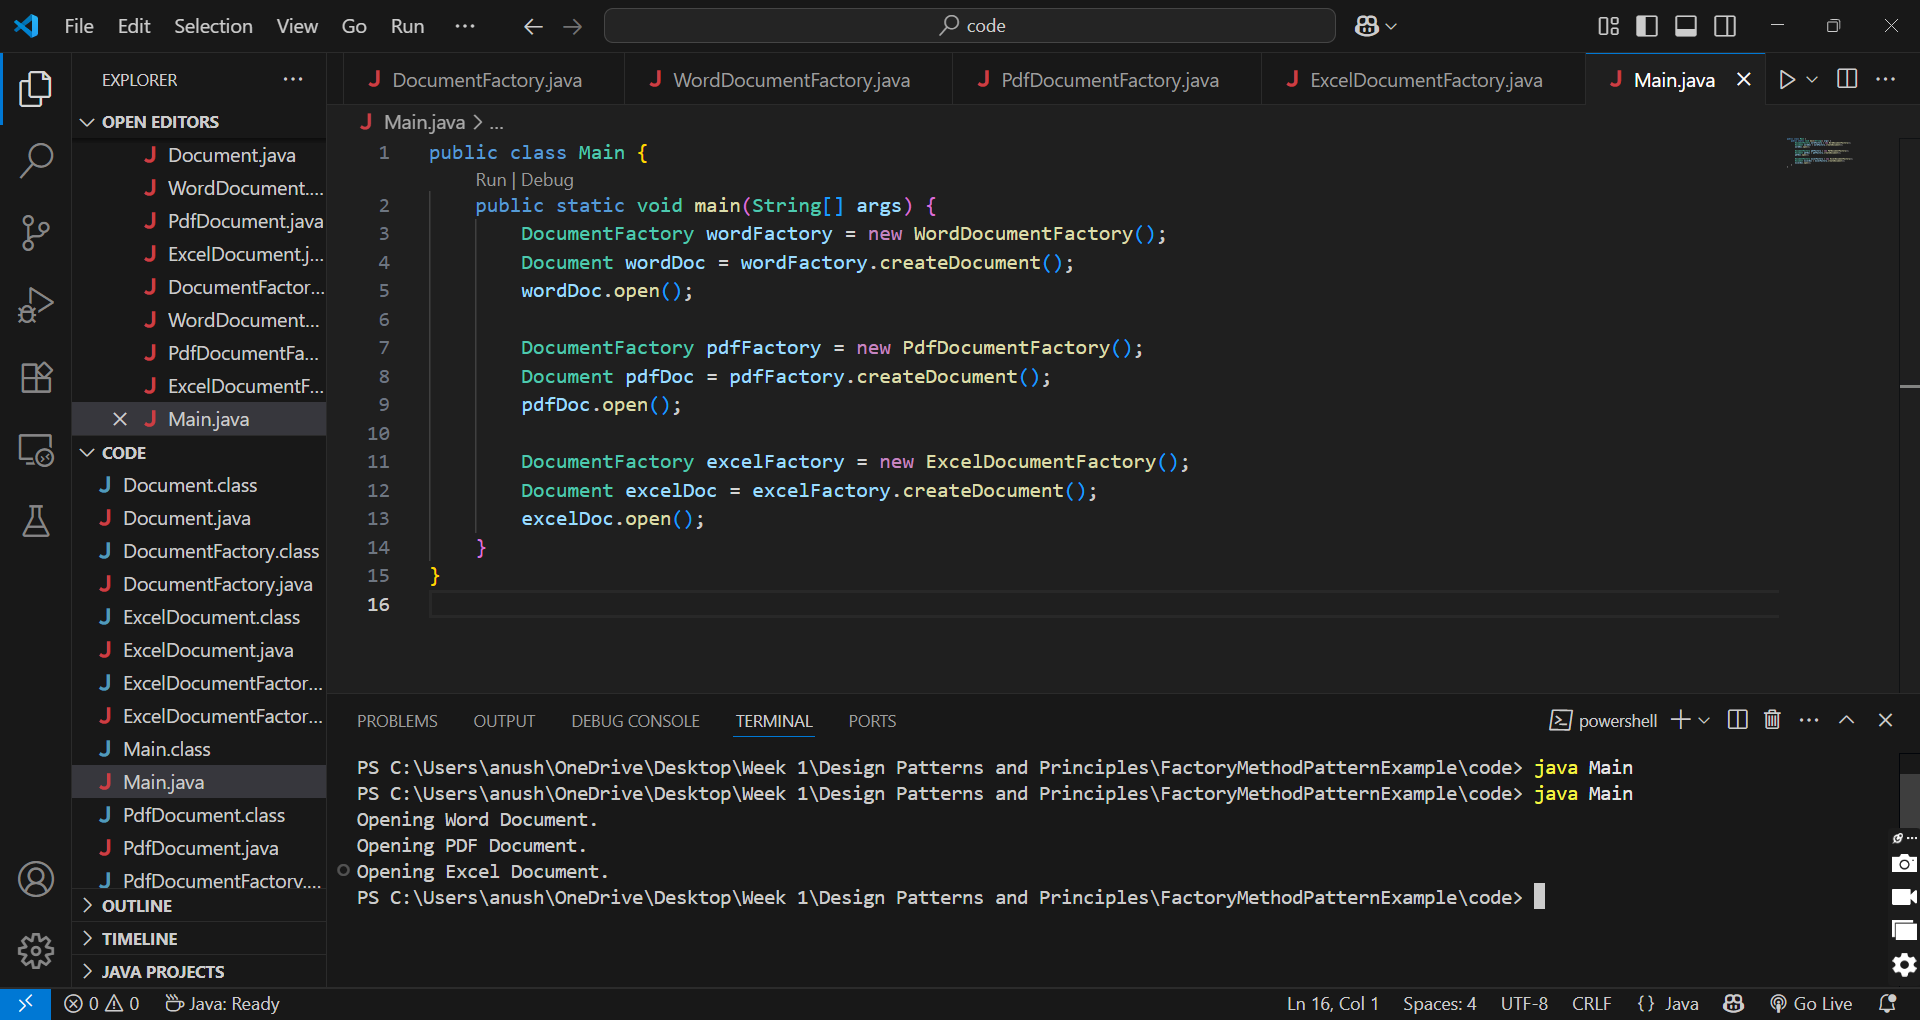 File Edit Selection View Go Run ··· code
EXPLORER ···
OPEN EDITORS
Document.java
WordDocument....
PdfDocument.java
ExcelDocument.j...
DocumentFactor...
WordDocument...
PdfDocumentFa...
ExcelDocumentF...
Main.java
CODE
Document.class
Document.java
DocumentFactory.class
DocumentFactory.java
ExcelDocument.class
ExcelDocument.java
ExcelDocumentFactor...
ExcelDocumentFactor...
Main.class
Main.java
PdfDocument.class
PdfDocument.java
PdfDocumentFactory....
OUTLINE
TIMELINE
JAVA PROJECTS
DocumentFactory.java WordDocumentFactory.java PdfDocumentFactory.java ExcelDocumentFactory.java Main.java
Main.java > ...
1 public class Main {
Run | Debug
2 public static void main(String[] args) {
3 DocumentFactory wordFactory = new WordDocumentFactory();
4 Document wordDoc = wordFactory.createDocument();
5 wordDoc.open();
6
7 DocumentFactory pdfFactory = new PdfDocumentFactory();
8 Document pdfDoc = pdfFactory.createDocument();
9 pdfDoc.open();
10
11 DocumentFactory excelFactory = new ExcelDocumentFactory();
12 Document excelDoc = excelFactory.createDocument();
13 excelDoc.open();
14 }
15 }
16
PROBLEMS OUTPUT DEBUG CONSOLE TERMINAL PORTS powershell
PS C:\Users\anush\OneDrive\Desktop\Week 1\Design Patterns and Principles\FactoryMethodPatternExample\code> java Main
PS C:\Users\anush\OneDrive\Desktop\Week 1\Design Patterns and Principles\FactoryMethodPatternExample\code> java Main
Opening Word Document.
Opening PDF Document.
Opening Excel Document.
PS C:\Users\anush\OneDrive\Desktop\Week 1\Design Patterns and Principles\FactoryMethodPatternExample\code>
0 0 Java: Ready Ln 16, Col 1 Spaces: 4 UTF-8 CRLF {} Java Go Live